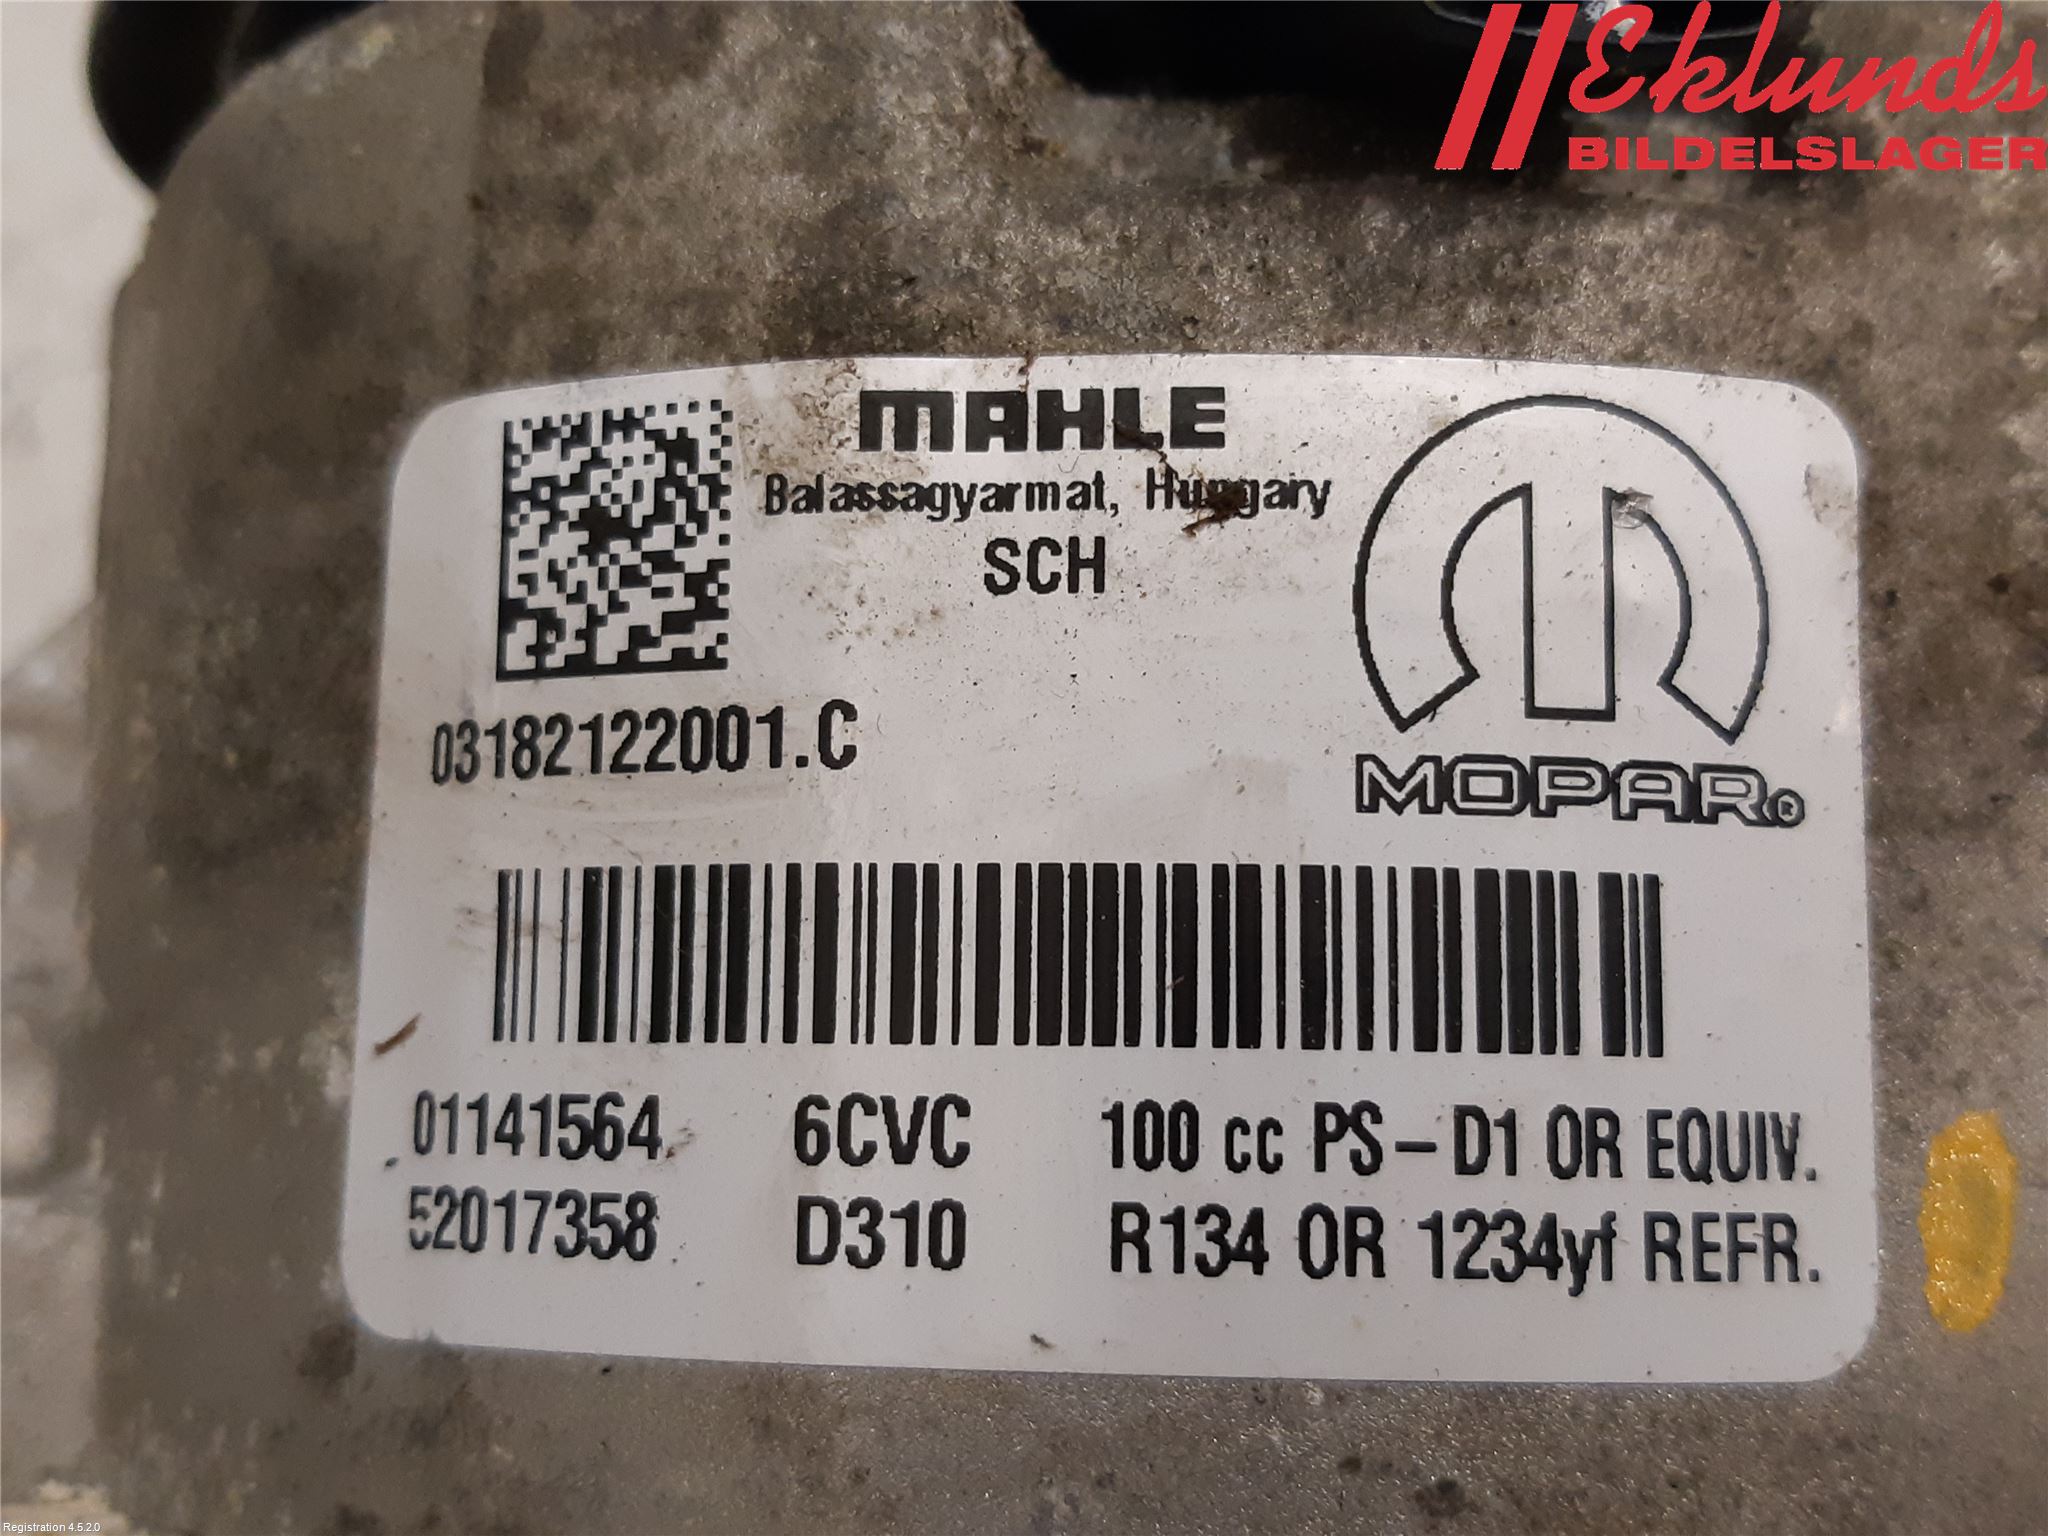 Eklunds
BILDELSLAGER
MAHLE
Balassagyarmat, Hungary
SCH
03182122001.C
MOPAR®
01141564 6CVC 100 cc PS-D1 OR EQUIV.
52017358 D310 R134 OR 1234yf REFR.
Registration 4.5.2.0